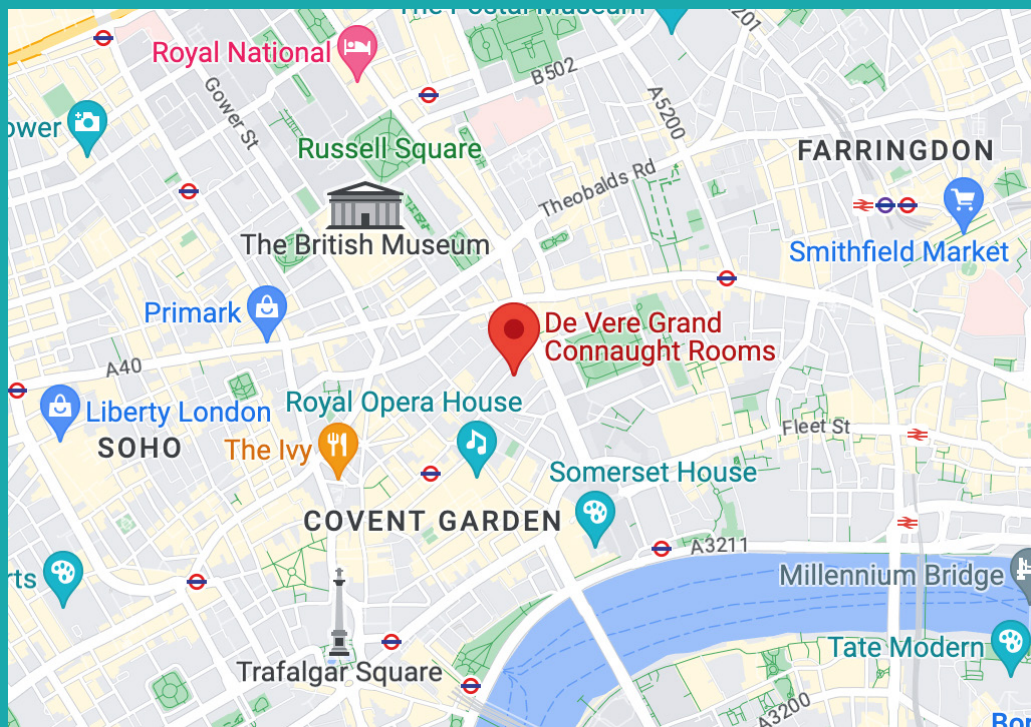 The Postal Museum
201
Royal National
B502
Gower St
A5200
ower
Russell Square
FARRINGDON
Theobalds Rd
The British Museum
Smithfield Market
Primark
De Vere Grand
Connaught Rooms
A40
Liberty London
Royal Opera House
SOHO
The Ivy
Fleet St
Somerset House
COVENT GARDEN
A3211
rts
Millennium Bridge
Tate Modern
Trafalgar Square
A3200
Bor